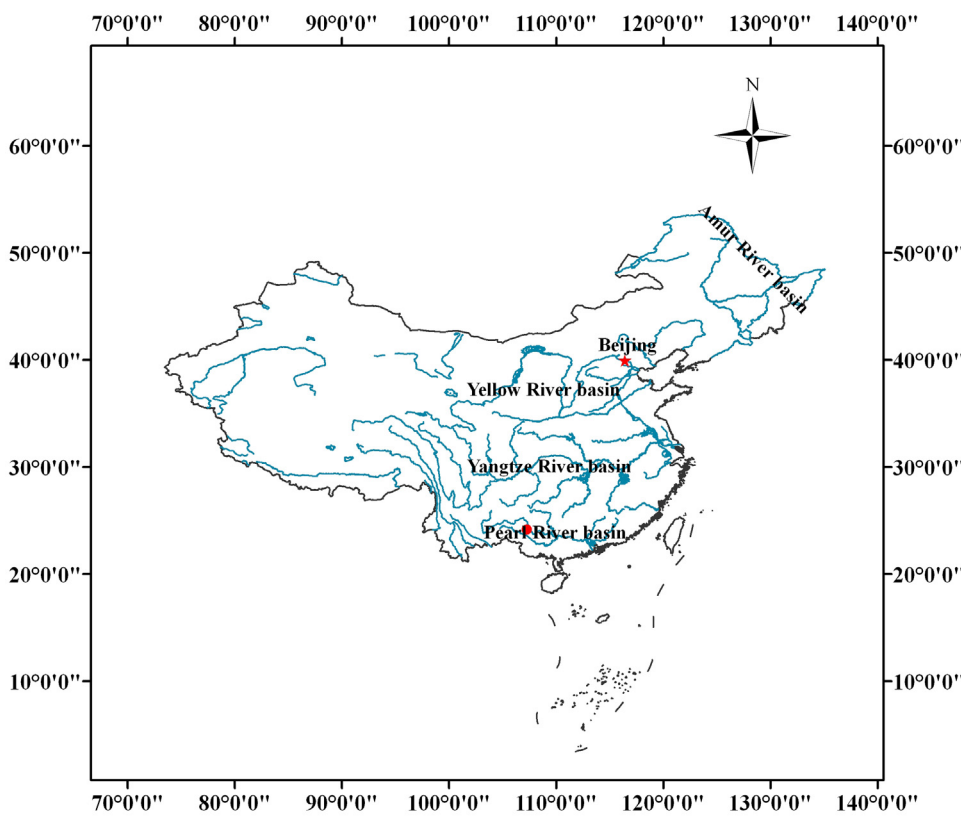 70°0'0" 80°0'0" 90°0'0" 100°0'0" 110°0'0" 120°0'0" 130°0'0" 140°0'0"
N
60°0'0" 60°0'0"
Amur River basin
50°0'0" 50°0'0"
Beijing
40°0'0" 40°0'0"
Yellow River basin
30°0'0" Yangtze River basin 30°0'0"
Pearl River basin
20°0'0" 20°0'0"
10°0'0" 10°0'0"
70°0'0" 80°0'0" 90°0'0" 100°0'0" 110°0'0" 120°0'0" 130°0'0" 140°0'0"